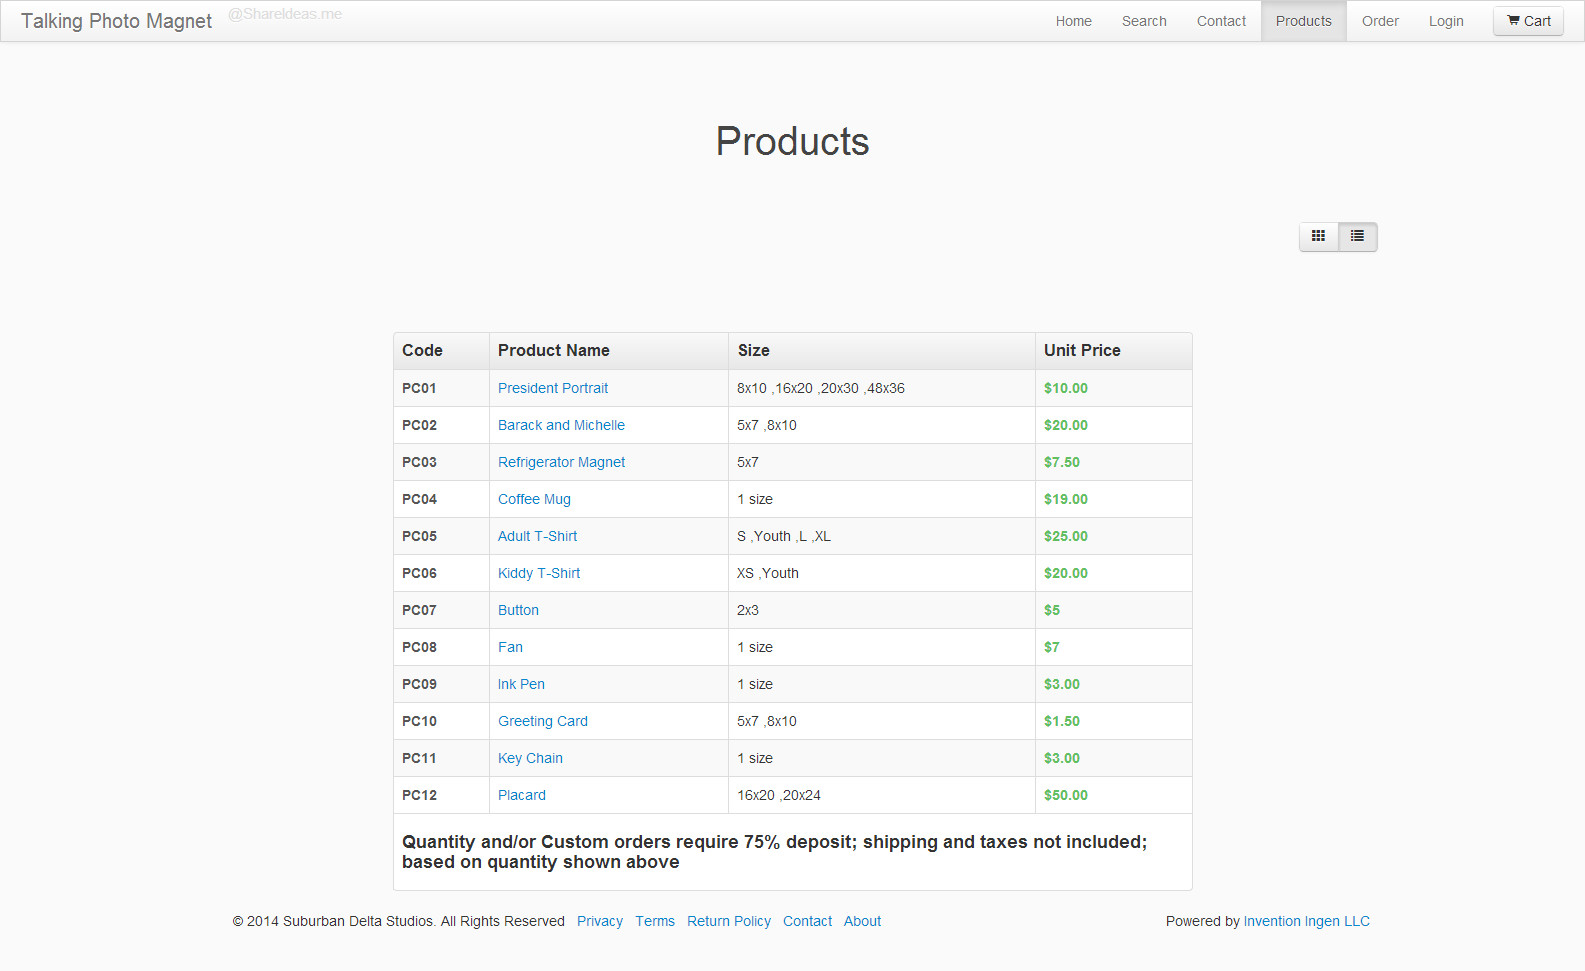 Talking Photo Magnet @ShareIdeas.me Home Search Contact Products Order Login Cart
Products
Code Product Name Size Unit Price
PC01 President Portrait 8x10 ,16x20 ,20x30 ,48x36 $10.00
PC02 Barack and Michelle 5x7 ,8x10 $20.00
PC03 Refrigerator Magnet 5x7 $7.50
PC04 Coffee Mug 1 size $19.00
PC05 Adult T-Shirt S ,Youth ,L ,XL $25.00
PC06 Kiddy T-Shirt XS ,Youth $20.00
PC07 Button 2x3 $5
PC08 Fan 1 size $7
PC09 Ink Pen 1 size $3.00
PC10 Greeting Card 5x7 ,8x10 $1.50
PC11 Key Chain 1 size $3.00
PC12 Placard 16x20 ,20x24 $50.00
Quantity and/or Custom orders require 75% deposit; shipping and taxes not included;
based on quantity shown above
© 2014 Suburban Delta Studios. All Rights Reserved Privacy Terms Return Policy Contact About Powered by Invention Ingen LLC